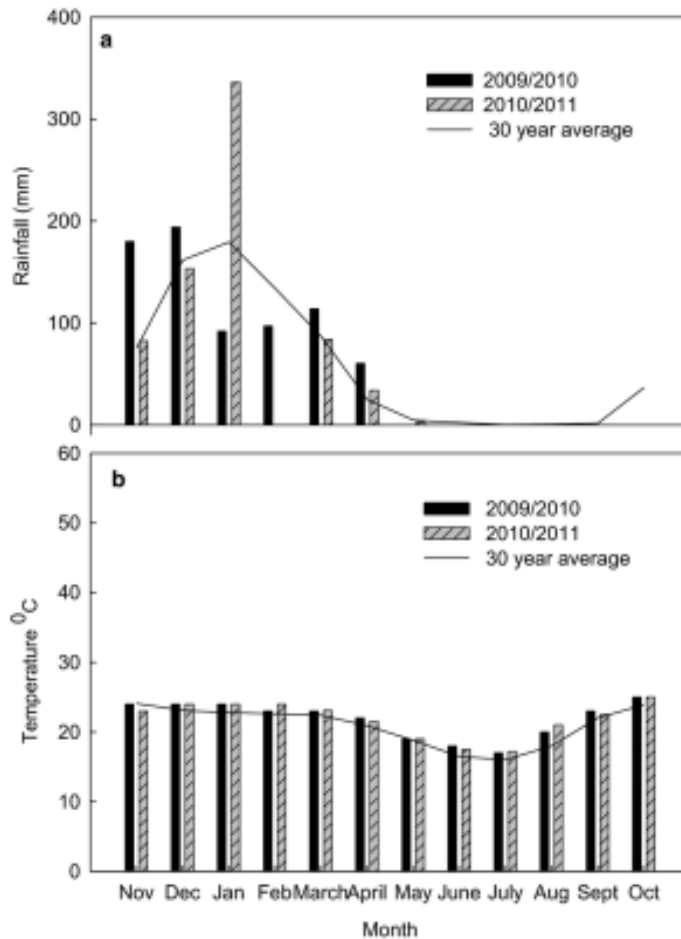 400
a
2009/2010
2010/2011
30 year average
300
200
100
0
Rainfall (mm)
60
b
2009/2010
2010/2011
30 year average
50
40
30
20
10
0
Temperature ⁰C
Nov Dec Jan Feb March April May June July Aug Sept Oct
Month